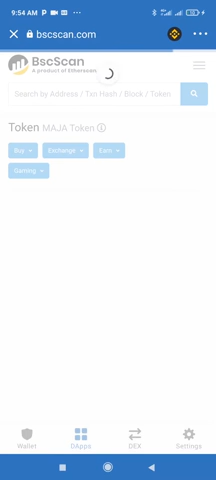 9:54 AM
bscscan.com
BscScan
A product of Etherscan
Search by Address / Txn Hash / Block / Token
Token MAJA Token
Buy Exchange Earn
Gaming
Wallet DApps DEX Settings